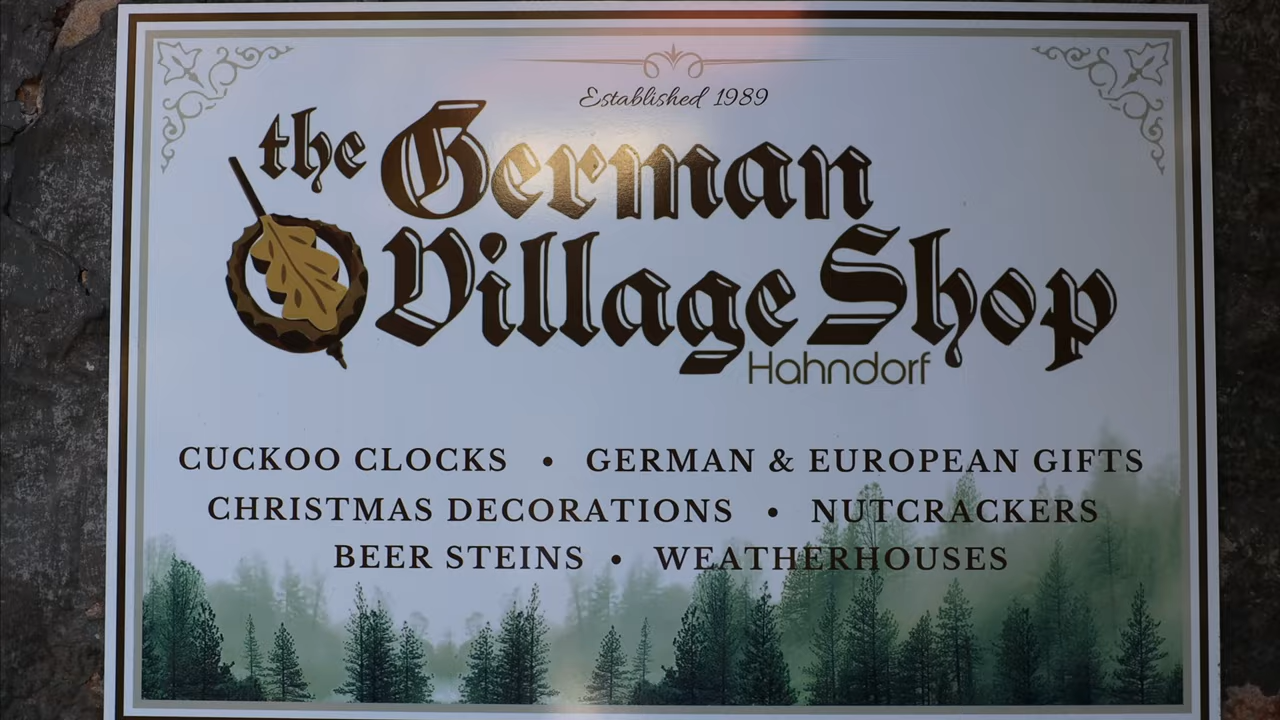 Established 1989
the German
Village Shop
Hahndorf
CUCKOO CLOCKS • GERMAN & EUROPEAN GIFTS
CHRISTMAS DECORATIONS • NUTCRACKERS
BEER STEINS • WEATHERHOUSES